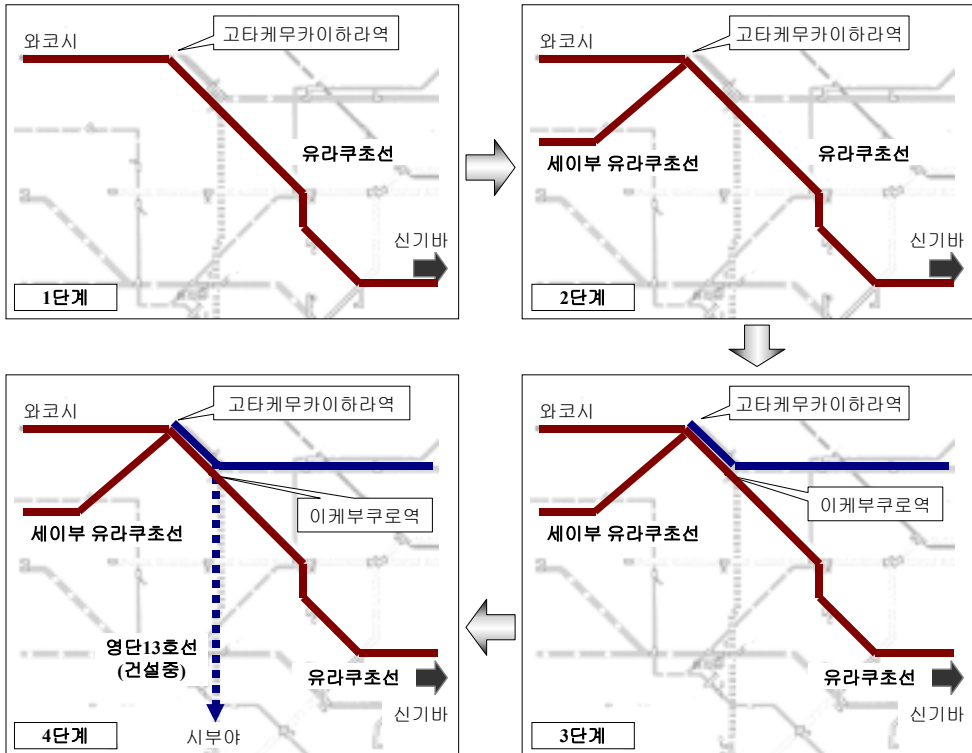 와코시
고타케무카이하라역
유라쿠초선
신기바
1단계
와코시
고타케무카이하라역
세이부 유라쿠초선
유라쿠초선
신기바
2단계
와코시
고타케무카이하라역
이케부쿠로역
세이부 유라쿠초선
유라쿠초선
신기바
3단계
와코시
고타케무카이하라역
이케부쿠로역
세이부 유라쿠초선
영단13호선
(건설중)
유라쿠초선
신기바
시부야
4단계